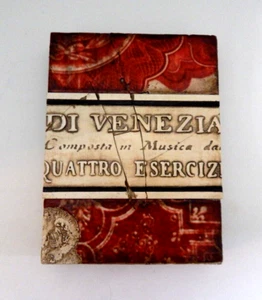 DI VENEZIA
Composta in Musica da
QUATTRO ESERCIZI